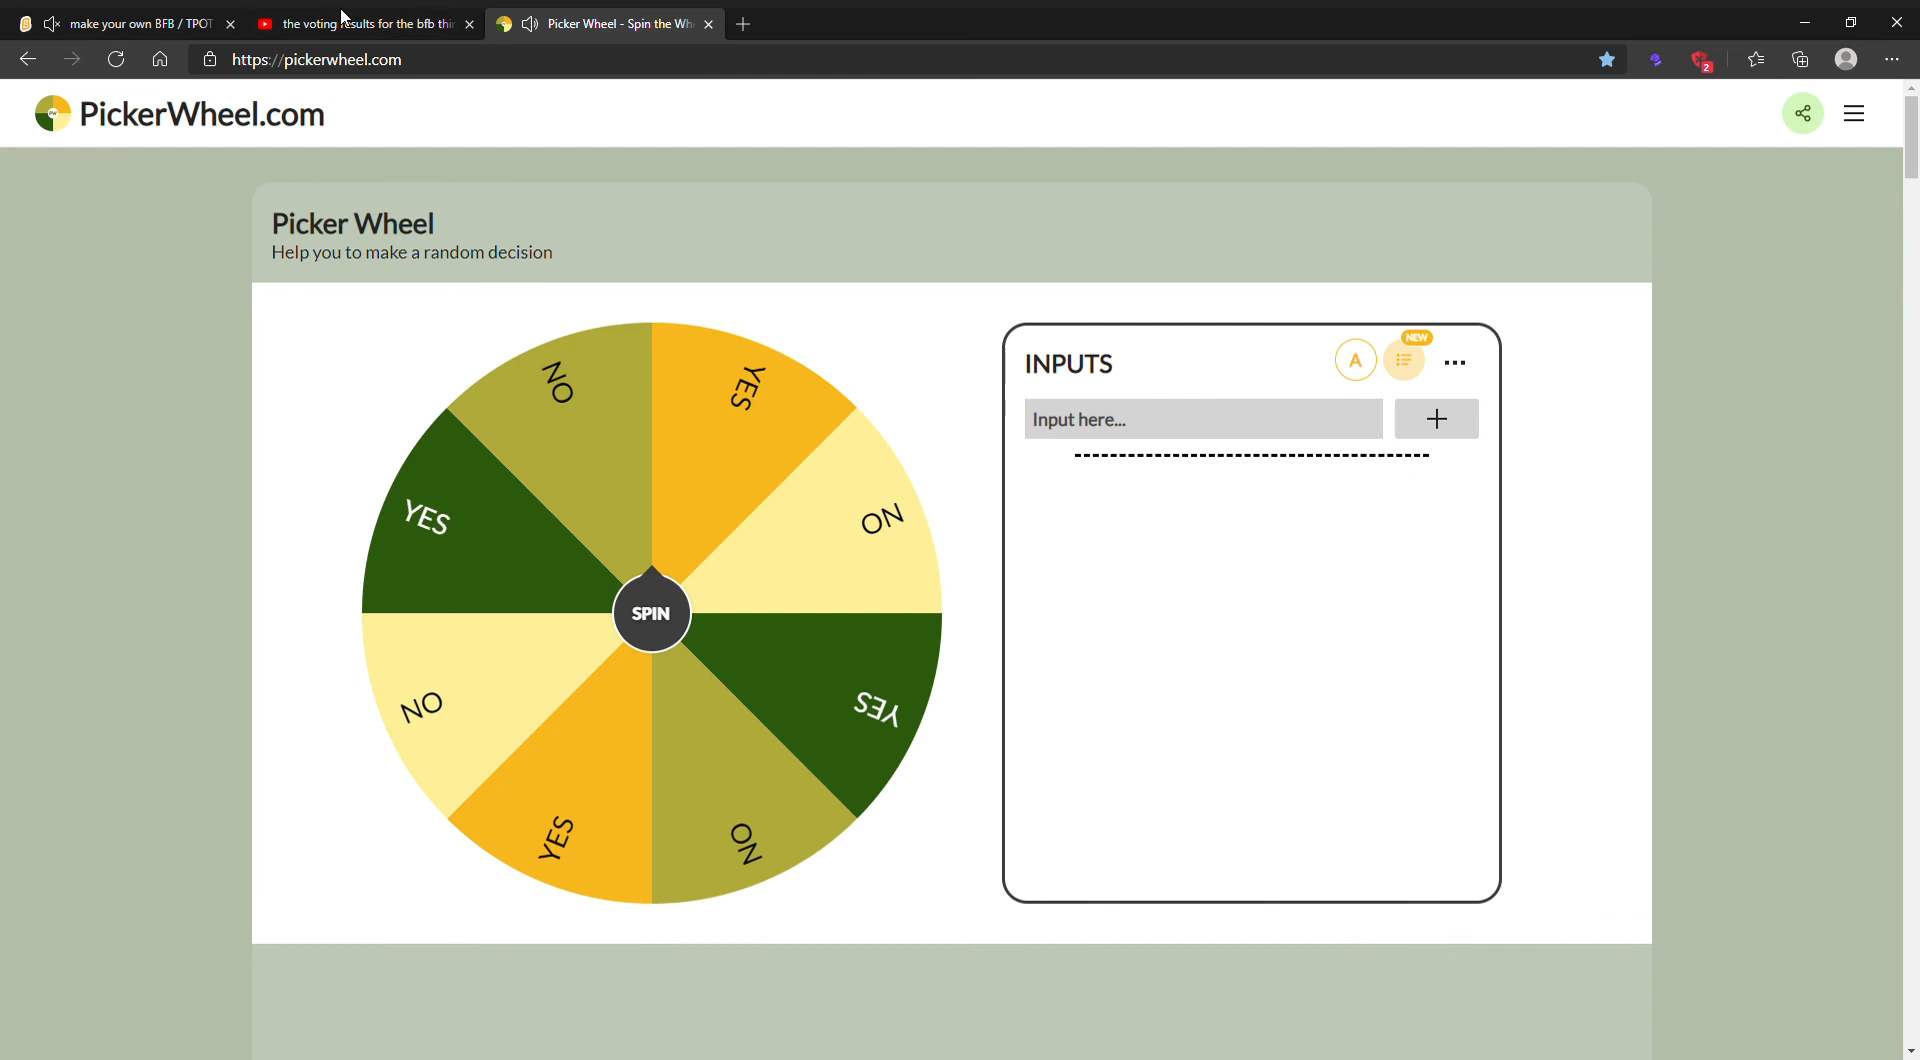 make your own BFB / TPOT
the voting results for the bfb thi
Picker Wheel - Spin the Wh
https://pickerwheel.com
2
PW
PickerWheel.com
Picker Wheel
Help you to make a random decision
NO
YES
YES
NO
SPIN
NO
YES
YES
NO
NEW
INPUTS
A
Input here...